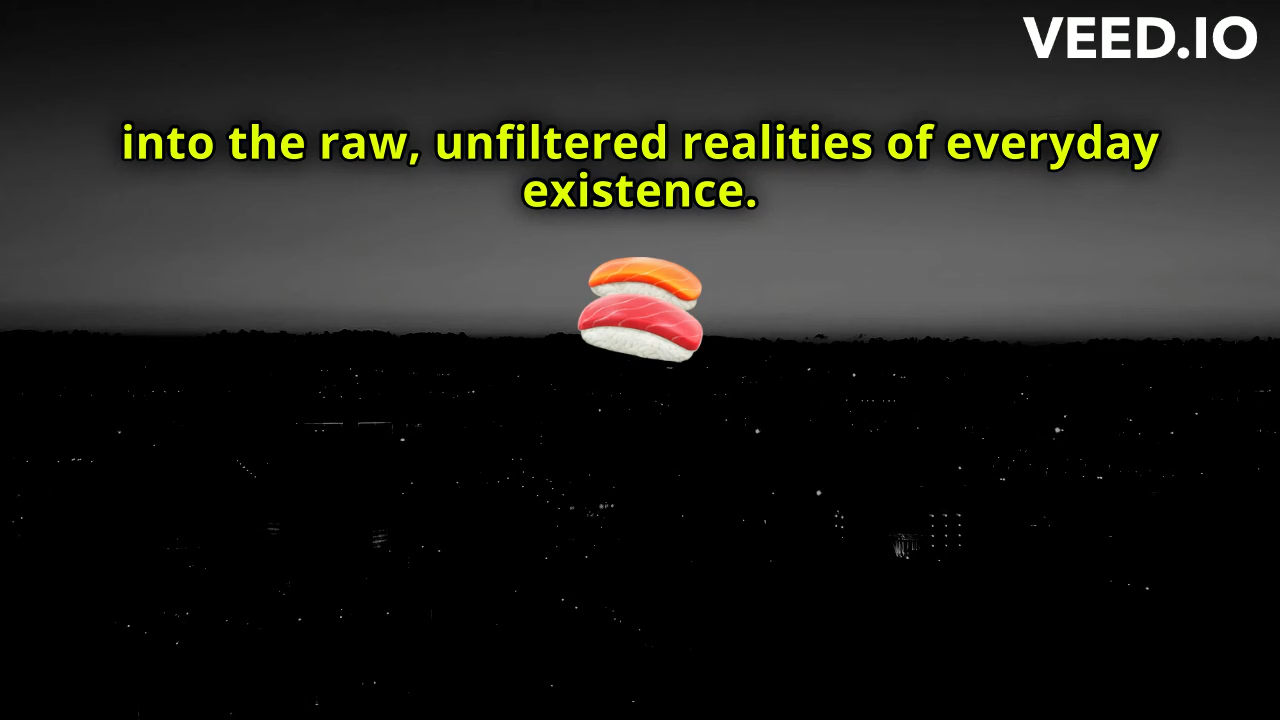 VEED.IO
into the raw, unfiltered realities of everyday
existence.